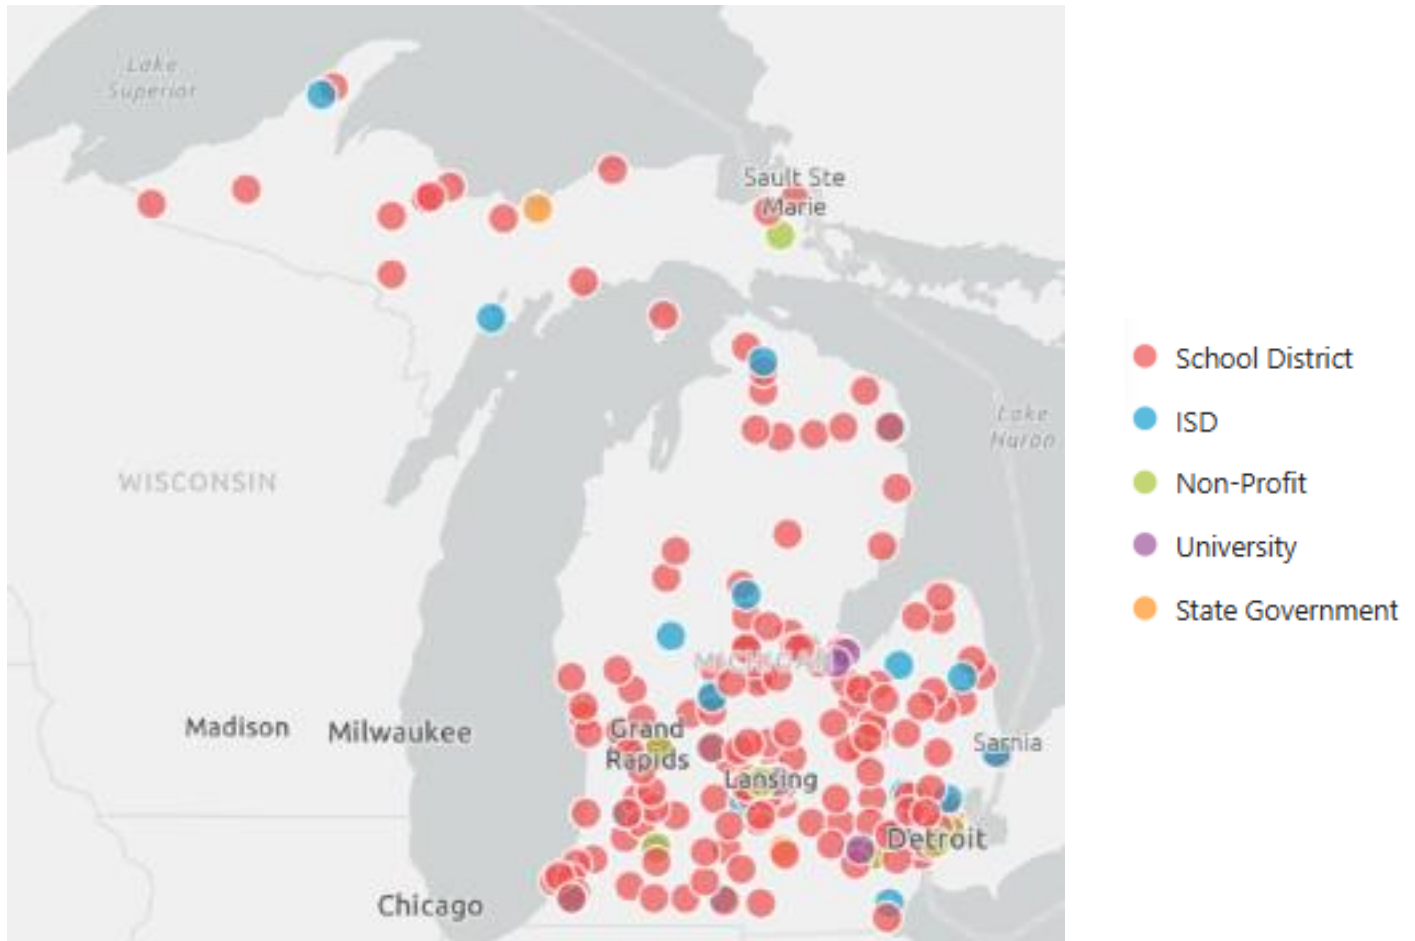 Lake
Superior
Sault Ste
Marie
Lake
Huron
WISCONSIN
MICHIGAN
Madison
Milwaukee
Grand
Rapids
Lansing
Sarnia
Detroit
Chicago
School District
ISD
Non-Profit
University
State Government